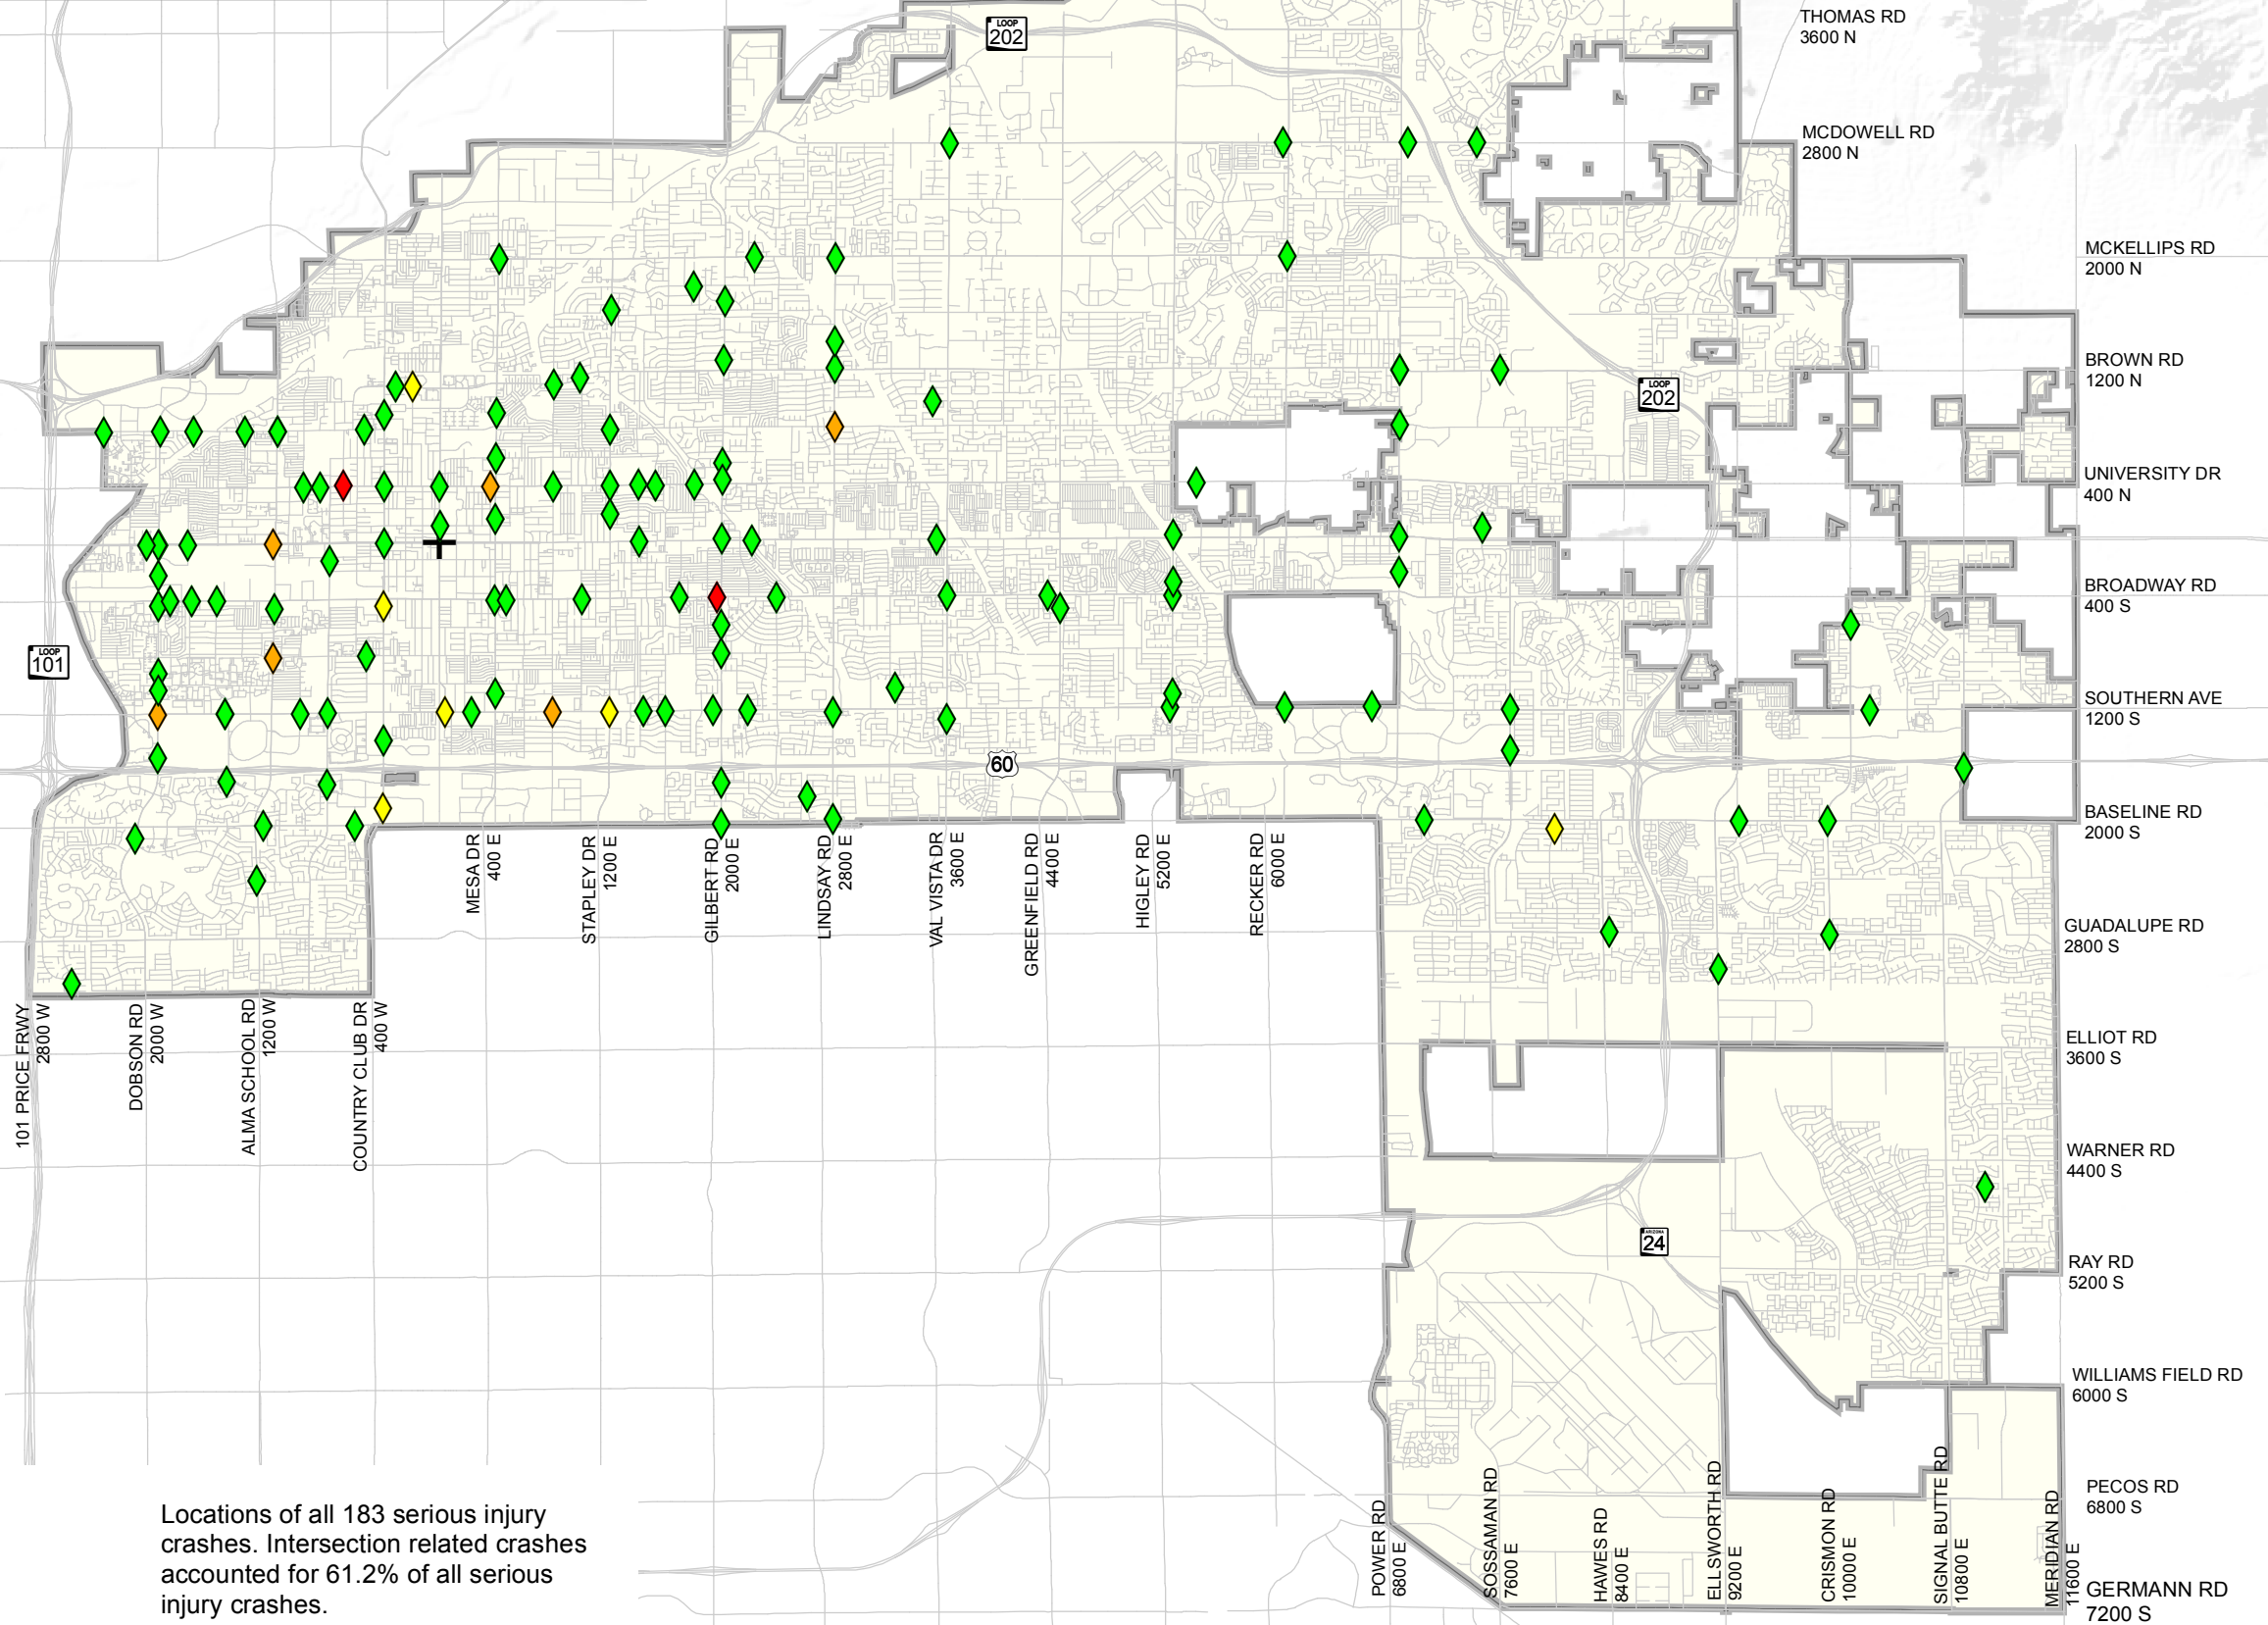 LOOP
202
THOMAS RD
3600 N
MCDOWELL RD
2800 N
MCKELLIPS RD
2000 N
BROWN RD
1200 N
LOOP
202
UNIVERSITY DR
400 N
BROADWAY RD
400 S
LOOP
101
SOUTHERN AVE
1200 S
60
BASELINE RD
2000 S
MESA DR
400 E
STAPLEY DR
1200 E
GILBERT RD
2000 E
LINDSAY RD
2800 E
VAL VISTA DR
3600 E
GREENFIELD RD
4400 E
HIGLEY RD
5200 E
RECKER RD
6000 E
GUADALUPE RD
2800 S
101 PRICE FRWY
2800 W
DOBSON RD
2000 W
ALMA SCHOOL RD
1200 W
COUNTRY CLUB DR
400 W
ELLIOT RD
3600 S
WARNER RD
4400 S
ARIZONA
24
RAY RD
5200 S
WILLIAMS FIELD RD
6000 S
PECOS RD
6800 S
POWER RD
6800 E
SOSSAMAN RD
7600 E
HAWES RD
8400 E
ELLSWORTH RD
9200 E
CRISMON RD
10000 E
SIGNAL BUTTE RD
10800 E
MERIDIAN RD
11600 E
GERMANN RD
7200 S
Locations of all 183 serious injury
crashes. Intersection related crashes
accounted for 61.2% of all serious
injury crashes.